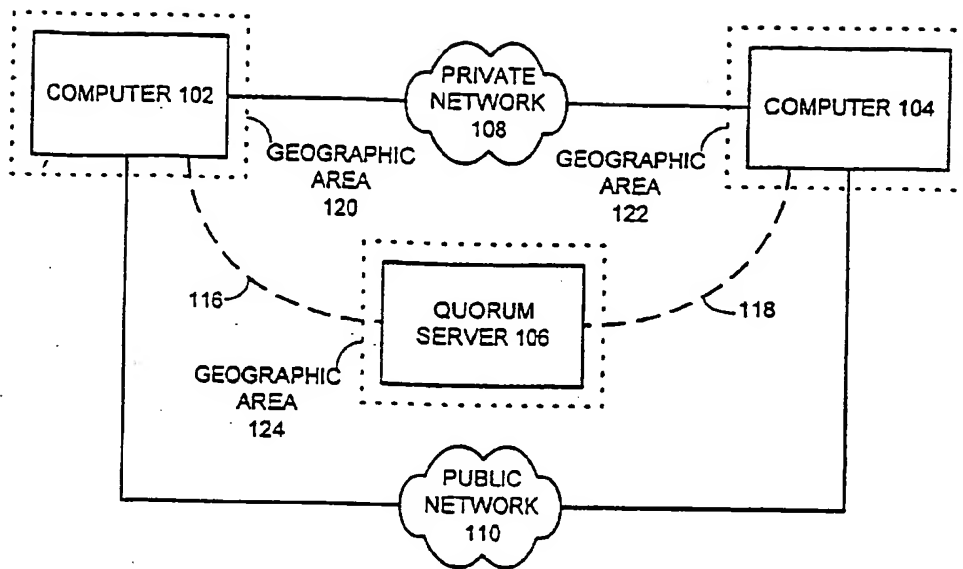 COMPUTER 102
PRIVATE
NETWORK
108
COMPUTER 104
GEOGRAPHIC
AREA
120
GEOGRAPHIC
AREA
122
116
QUORUM
SERVER 106
118
GEOGRAPHIC
AREA
124
PUBLIC
NETWORK
110